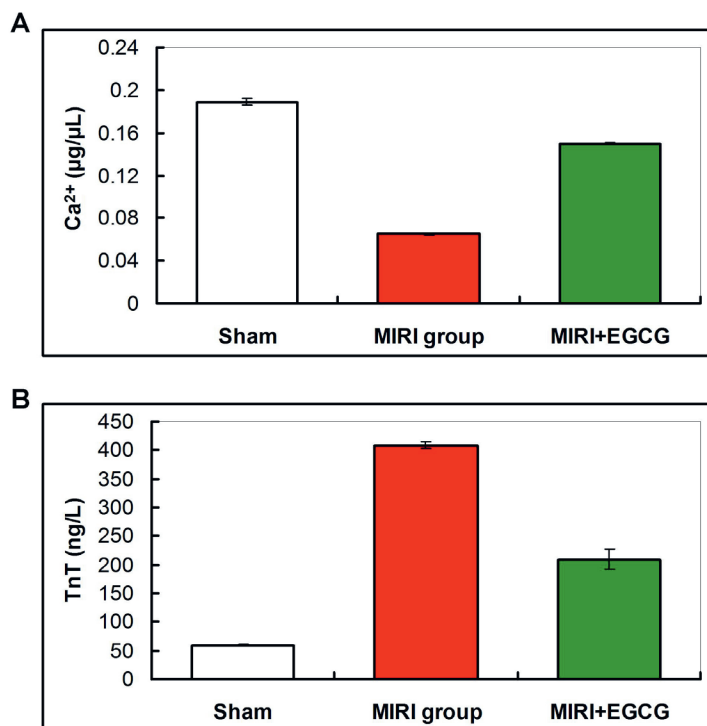 A
0.24
0.2
0.16
0.12
0.08
0.04
0
Ca²⁺ (µg/µL)
Sham MIRI group MIRI+EGCG
B
450
400
350
300
250
200
150
100
50
0
TnT (ng/L)
Sham MIRI group MIRI+EGCG